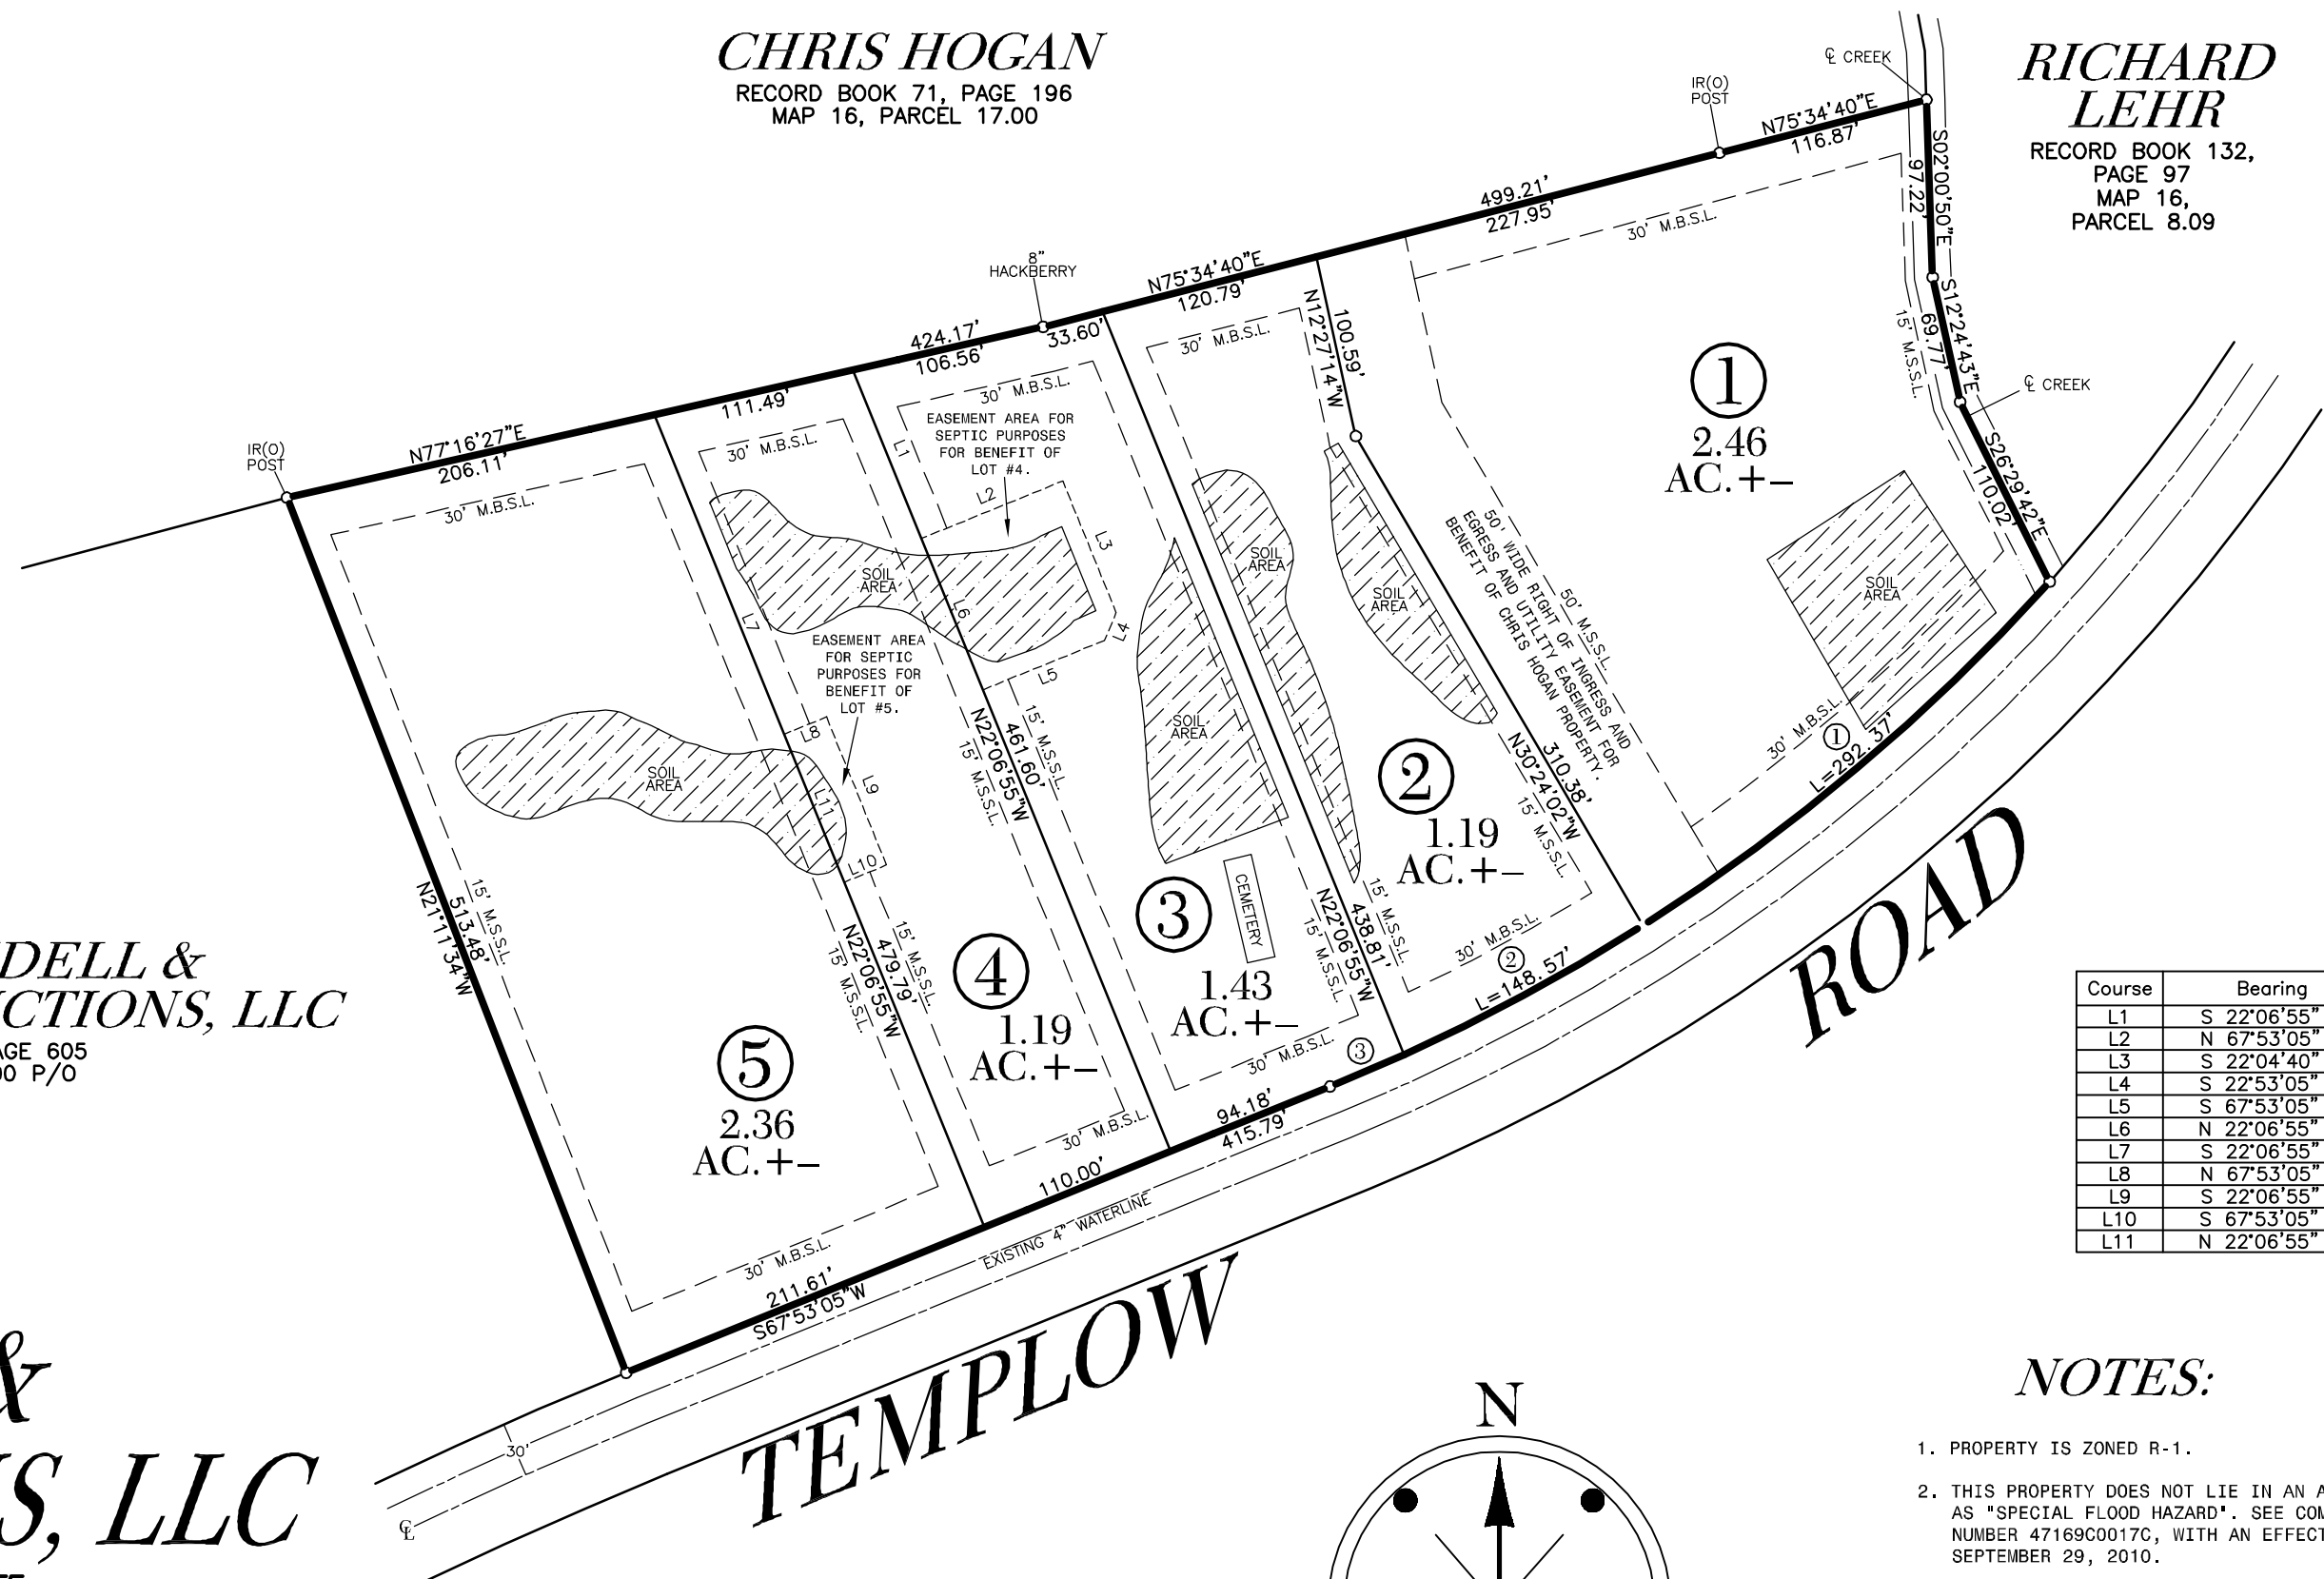 CHRIS HOGAN
RECORD BOOK 71, PAGE 196
MAP 16, PARCEL 17.00
RICHARD
LEHR
RECORD BOOK 132,
PAGE 97
MAP 16,
PARCEL 8.09
℄ CREEK
IR(O)
POST
N75°34'40"E
116.87'
S02°00'50"E
97.22'
499.21'
227.95'
30' M.B.S.L.
8"
HACKBERRY
N75°34'40"E
120.79'
S12°24'43"E
69.77'
15' M.S.S.L.
℄ CREEK
S26°29'42"E
110.02'
424.17'
106.56'
33.60'
30' M.B.S.L.
N12°27'14"W
100.59'
1
2.46
AC.+-
111.49'
30' M.B.S.L.
EASEMENT AREA FOR
SEPTIC PURPOSES
FOR BENEFIT OF
LOT #4.
IR(O)
POST
N77°16'27"E
206.11'
30' M.B.S.L.
30' M.B.S.L.
L1
L2
L3
L4
L5
L6
L7
SOIL
AREA
SOIL
AREA
SOIL
AREA
SOIL
AREA
50' WIDE RIGHT OF INGRESS AND
EGRESS AND UTILITY EASEMENT FOR
BENEFIT OF CHRIS HOGAN PROPERTY.
50' M.S.S.L.
EASEMENT AREA
FOR SEPTIC
PURPOSES FOR
BENEFIT OF
LOT #5.
L8
L9
L10
L11
SOIL
AREA
SOIL
AREA
N22°06'55"W
461.60'
15' M.S.S.L.
15' M.S.S.L.
30' M.B.S.L.
1
L=292.37'
N30°24'02"W
310.38'
15' M.S.S.L.
2
1.19
AC.+-
N21°11'34"W
513.48'
15' M.S.S.L.
N22°06'55"W
479.79'
15' M.S.S.L.
15' M.S.S.L.
3
1.43
AC.+-
CEMETERY
N22°06'55"W
438.81'
15' M.S.S.L.
15' M.S.S.L.
30' M.B.S.L.
2
L=148.57'
4
1.19
AC.+-
30' M.B.S.L.
3
5
2.36
AC.+-
30' M.B.S.L.
94.18'
415.79'
110.00'
EXISTING 4" WATERLINE
30' M.B.S.L.
211.61'
S67°53'05"W
TEMPLOW
ROAD
30'
℄
DELL &
CTIONS, LLC
AGE 605
00 P/O
&
S, LLC
Course Bearing
L1 S 22°06'55"
L2 N 67°53'05"
L3 S 22°04'40"
L4 S 22°53'05"
L5 S 67°53'05"
L6 N 22°06'55"
L7 S 22°06'55"
L8 N 67°53'05"
L9 S 22°06'55"
L10 S 67°53'05"
L11 N 22°06'55"
N
NOTES:
1. PROPERTY IS ZONED R-1.
2. THIS PROPERTY DOES NOT LIE IN AN A
AS "SPECIAL FLOOD HAZARD". SEE COM
NUMBER 47169C0017C, WITH AN EFFECT
SEPTEMBER 29, 2010.